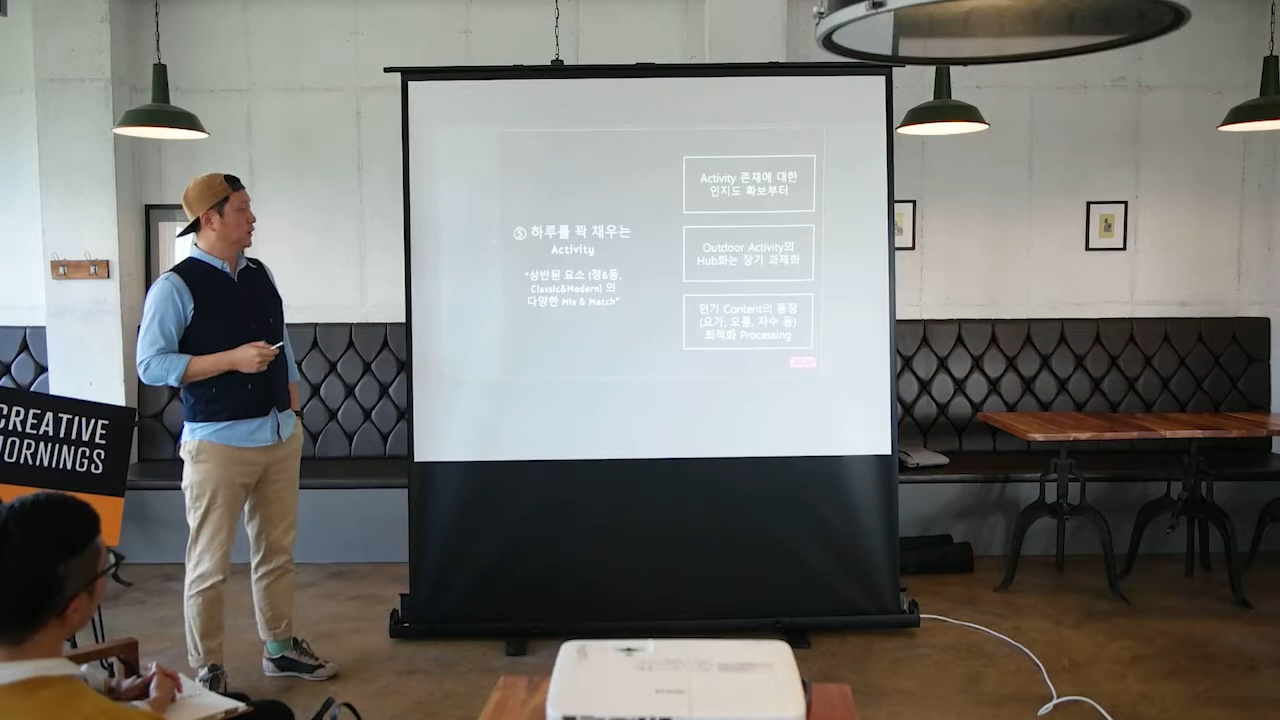 ⑤ 하루를 꽉 채우는
Activity
“상반된 요소 (정&동,
Classic&Modern) 의
다양한 Mix & Match”
Activity 존재에 대한
인지도 확보부터
Outdoor Activity의
Hub화는 장기 과제화
인기 Content의 등장
(요가, 오름, 자수 등)
최적화 Processing
CREATIVE
MORNINGS